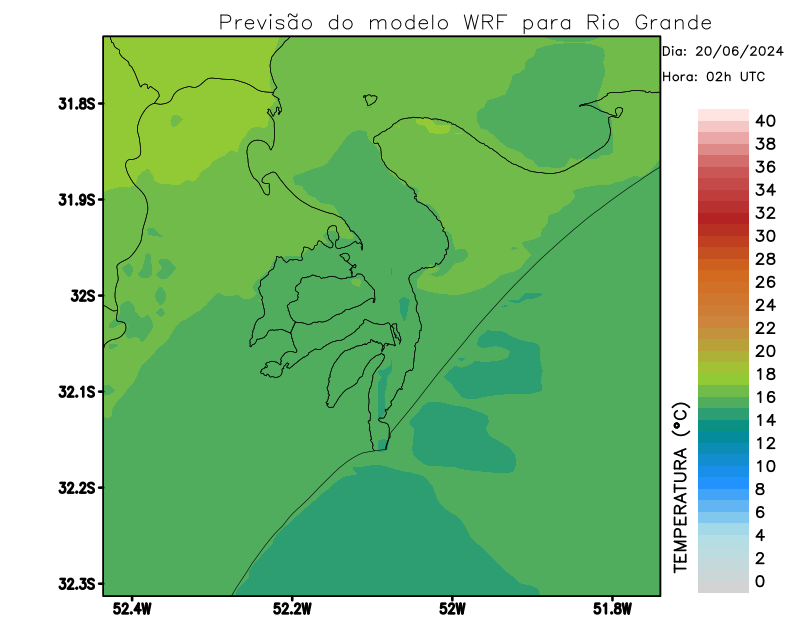 Previsão do modelo WRF para Rio Grande
Dia: 20/06/2024
Hora: 02h UTC
31.8S
31.9S
32S
32.1S
32.2S
32.3S
52.4W
52.2W
52W
51.8W
TEMPERATURA (°C)
40
38
36
34
32
30
28
26
24
22
20
18
16
14
12
10
8
6
4
2
0